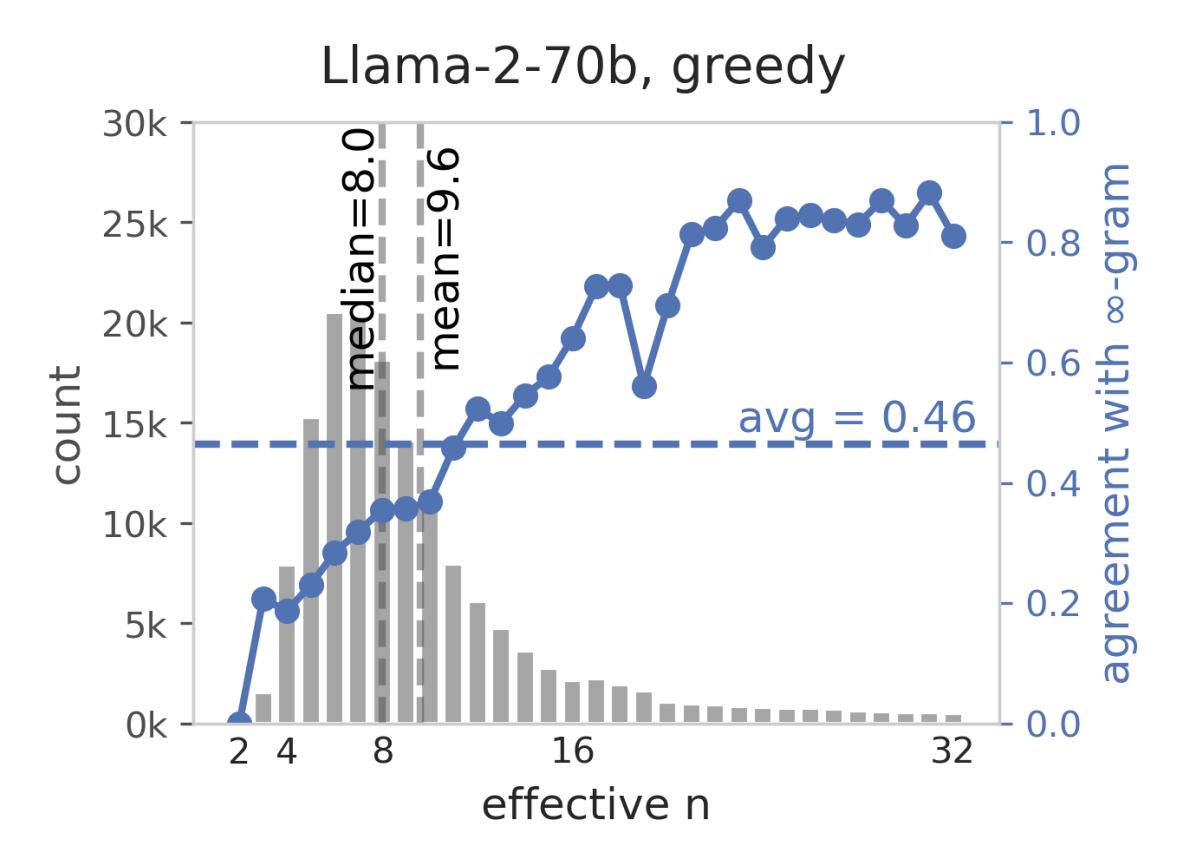 Llama-2-70b, greedy
30k
25k
20k
15k
10k
5k
0k
count
median=8.0
mean=9.6
avg = 0.46
1.0
0.8
0.6
0.4
0.2
0.0
agreement with ∞-gram
2 4 8 16 32
effective n